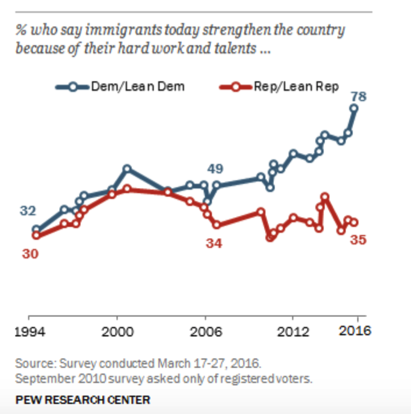 % who say immigrants today strengthen the country
because of their hard work and talents ...
Dem/Lean Dem Rep/Lean Rep
78
49
32
30
34
35
1994 2000 2006 2012 2016
Source: Survey conducted March 17-27, 2016.
September 2010 survey asked only of registered voters.
PEW RESEARCH CENTER